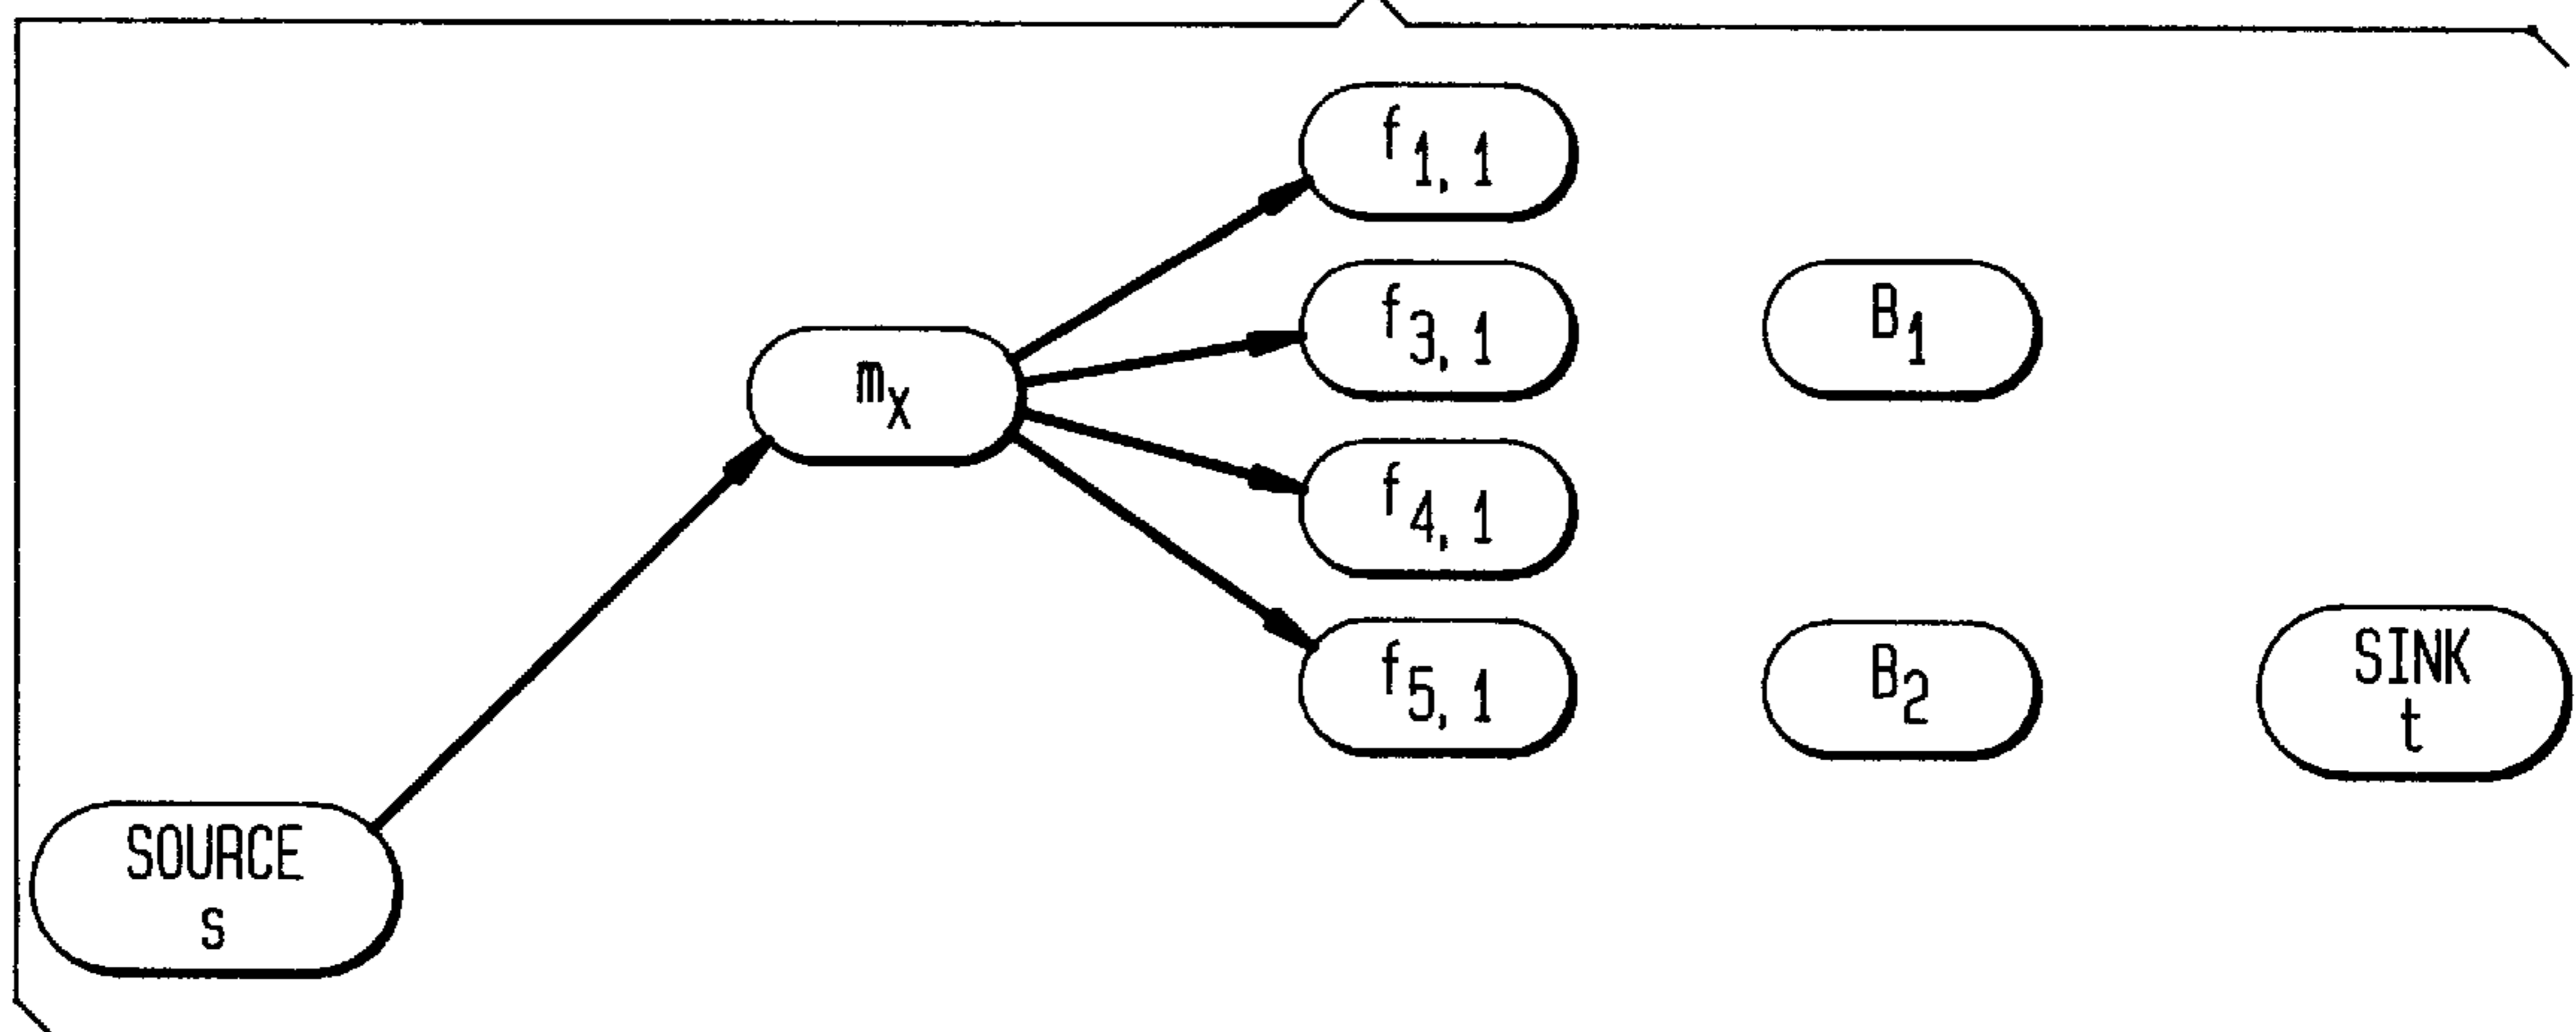 f1, 1
f3, 1
B1
mX
f4, 1
f5, 1
B2
SINK
t
SOURCE
s